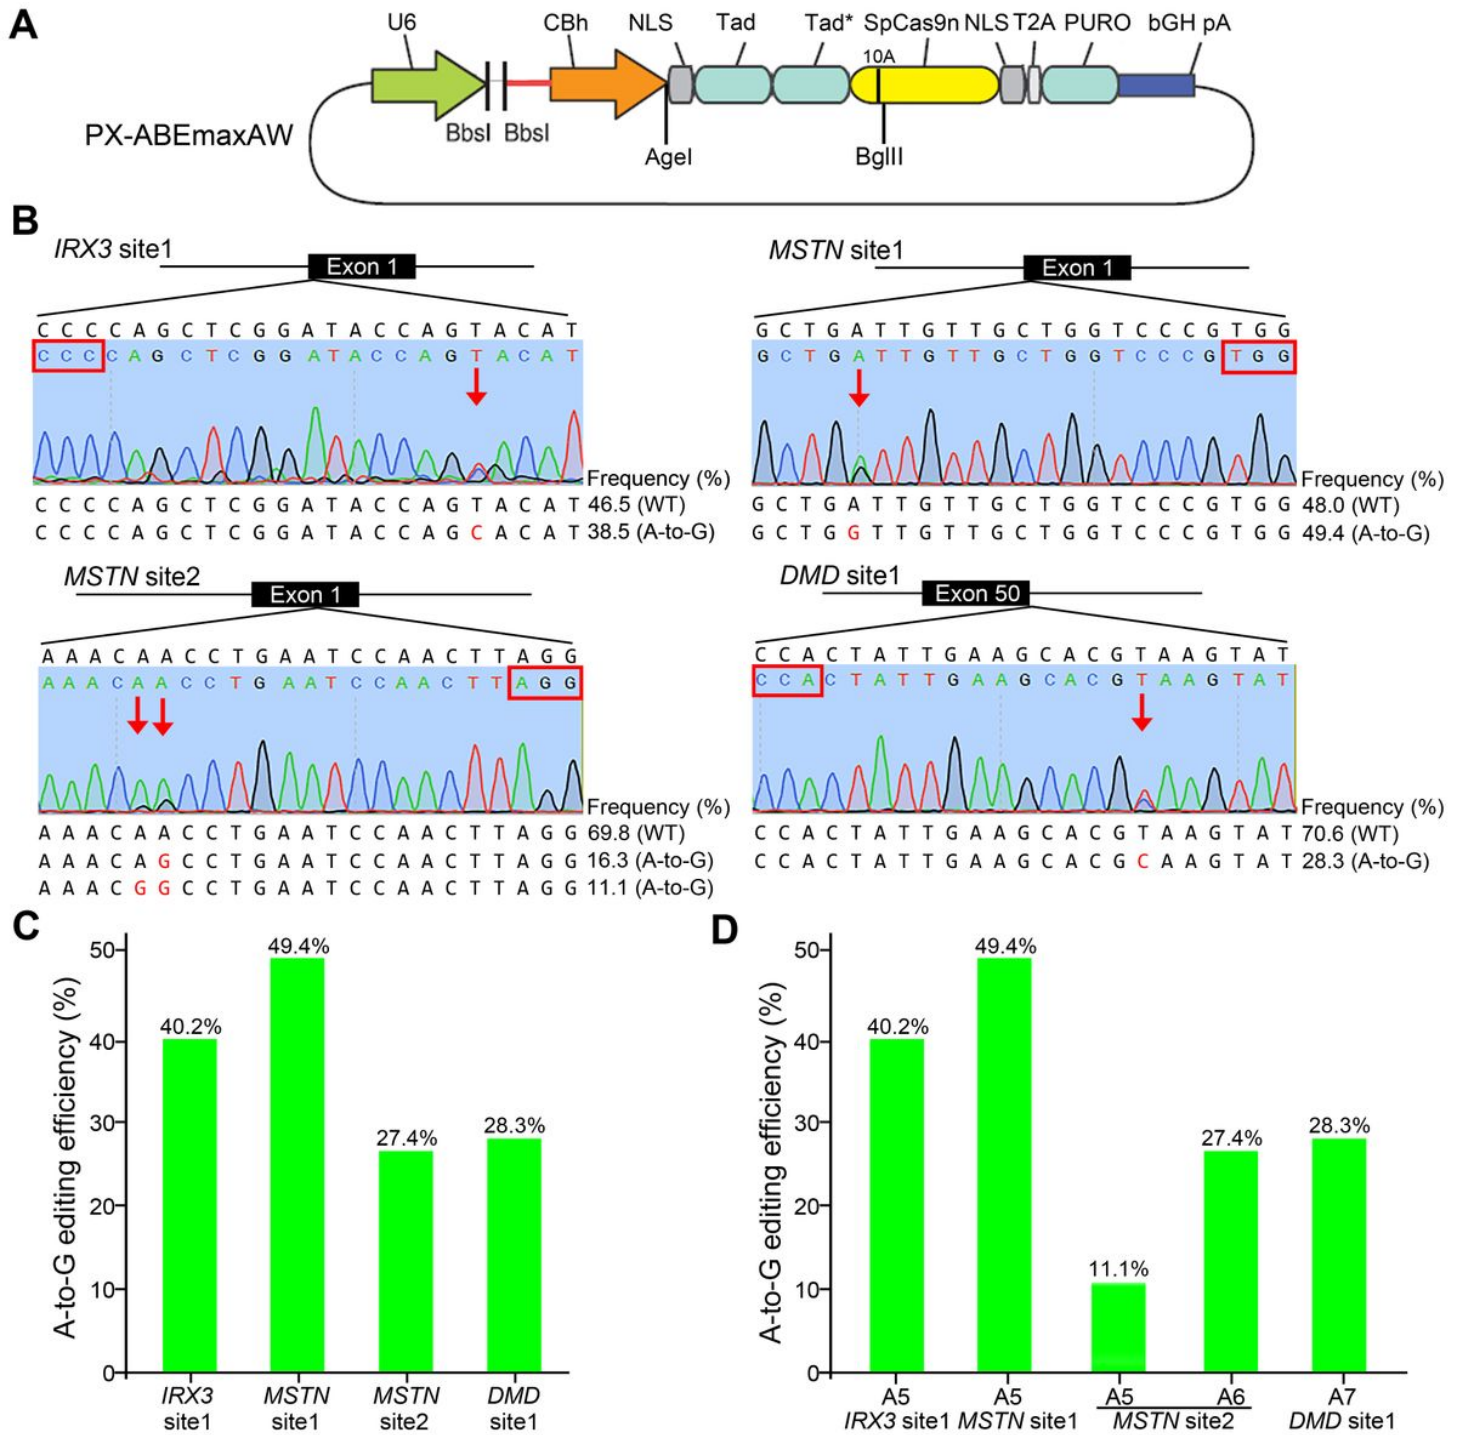 A
U6 CBh NLS Tad Tad* SpCas9n NLS T2A PURO bGH pA
10A
BbsI BbsI
PX-ABEmaxAW
AgeI BglII
B
IRX3 site1
Exon 1
C C C C A G C T C G G A T A C C A G T A C A T
C C C C A G C T C G G A T A C C A G T A C A T
Frequency (%)
C C C C A G C T C G G A T A C C A G T A C A T 46.5 (WT)
C C C C A G C T C G G A T A C C A G C A C A T 38.5 (A-to-G)
MSTN site1
Exon 1
G C T G A T T G T T G C T G G T C C C G T G G
G C T G A T T G T T G C T G G T C C C G T G G
Frequency (%)
G C T G A T T G T T G C T G G T C C C G T G G 48.0 (WT)
G C T G G T T G T T G C T G G T C C C G T G G 49.4 (A-to-G)
MSTN site2
Exon 1
A A A C A A C C T G A A T C C A A C T T A G G
A A A C A A C C T G A A T C C A A C T T A G G
Frequency (%)
A A A C A A C C T G A A T C C A A C T T A G G 69.8 (WT)
A A A C A G C C T G A A T C C A A C T T A G G 16.3 (A-to-G)
A A A C G G C C T G A A T C C A A C T T A G G 11.1 (A-to-G)
DMD site1
Exon 50
C C A C T A T T G A A G C A C G T A A G T A T
C C A C T A T T G A A G C A C G T A A G T A T
Frequency (%)
C C A C T A T T G A A G C A C G T A A G T A T 70.6 (WT)
C C A C T A T T G A A G C A C G C A A G T A T 28.3 (A-to-G)
C
A-to-G editing efficiency (%)
50
40
30
20
10
0
40.2%
49.4%
27.4%
28.3%
IRX3 MSTN MSTN DMD
site1 site1 site2 site1
D
A-to-G editing efficiency (%)
50
40
30
20
10
0
40.2%
49.4%
11.1%
27.4%
28.3%
A5 A5 A5 A6 A7
IRX3 site1 MSTN site1 MSTN site2 DMD site1